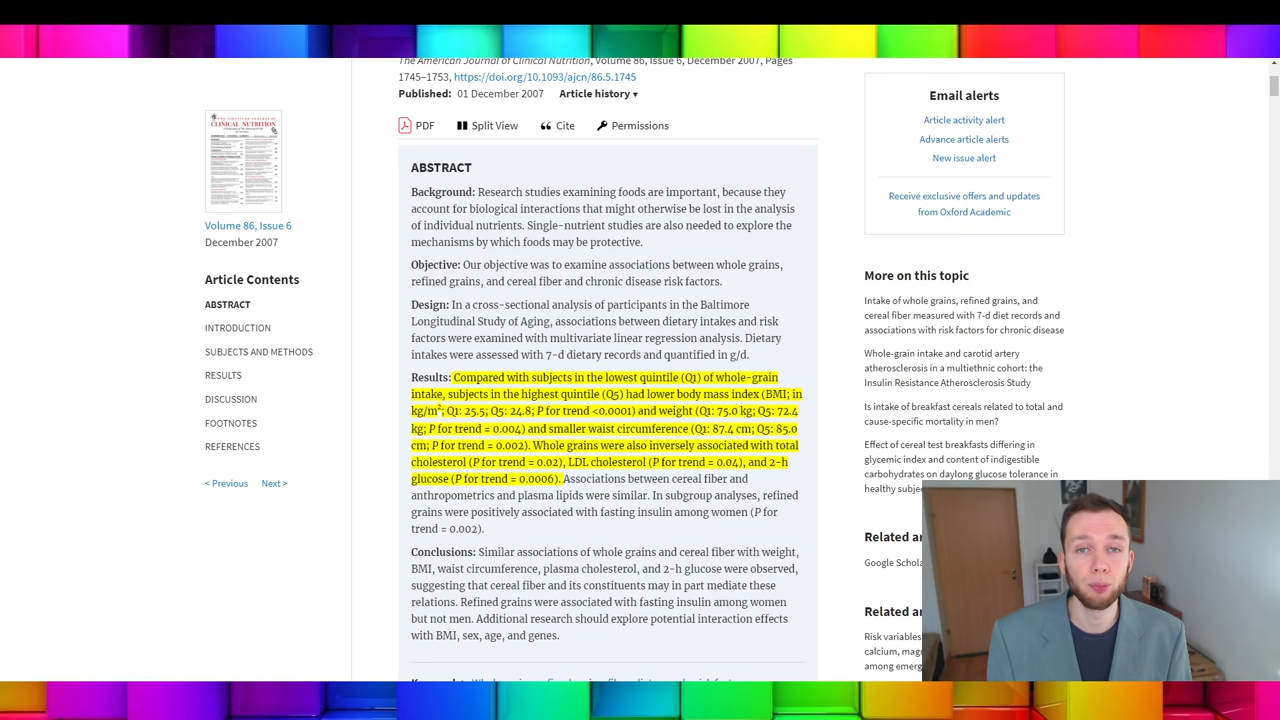 The American Journal of Clinical Nutrition, Volume 86, Issue 6, December 2007, Pages
1745–1753, https://doi.org/10.1093/ajcn/86.5.1745
Published: 01 December 2007 Article history ▾
PDF Cite
CLINICAL NUTRITION
Volume 86, Issue 6
December 2007
Article Contents
ABSTRACT
INTRODUCTION
SUBJECTS AND METHODS
RESULTS
DISCUSSION
FOOTNOTES
REFERENCES
< Previous Next >
Background: Research studies examining foods are important, because they
account for biological interactions that might otherwise be lost in the analysis
of individual nutrients. Single-nutrient studies are also needed to explore the
mechanisms by which foods may be protective.
Objective: Our objective was to examine associations between whole grains,
refined grains, and cereal fiber and chronic disease risk factors.
Design: In a cross-sectional analysis of participants in the Baltimore
Longitudinal Study of Aging, associations between dietary intakes and risk
factors were examined with multivariate linear regression analysis. Dietary
intakes were assessed with 7-d dietary records and quantified in g/d.
Results: Compared with subjects in the lowest quintile (Q1) of whole-grain
intake, subjects in the highest quintile (Q5) had lower body mass index (BMI; in
kg/m²; Q1: 25.5; Q5: 24.8; P for trend <0.0001) and weight (Q1: 75.0 kg; Q5: 72.4
kg; P for trend = 0.004) and smaller waist circumference (Q1: 87.4 cm; Q5: 85.0
cm; P for trend = 0.002). Whole grains were also inversely associated with total
cholesterol (P for trend = 0.02), LDL cholesterol (P for trend = 0.04), and 2-h
glucose (P for trend = 0.0006). Associations between cereal fiber and
anthropometrics and plasma lipids were similar. In subgroup analyses, refined
grains were positively associated with fasting insulin among women (P for
trend = 0.002).
Conclusions: Similar associations of whole grains and cereal fiber with weight,
BMI, waist circumference, plasma cholesterol, and 2-h glucose were observed,
suggesting that cereal fiber and its constituents may in part mediate these
relations. Refined grains were associated with fasting insulin among women
but not men. Additional research should explore potential interaction effects
with BMI, sex, age, and genes.
Email alerts
Article activity alert
Advance article alerts
New issue alert
Receive exclusive offers and updates
from Oxford Academic
More on this topic
Intake of whole grains, refined grains, and
cereal fiber measured with 7-d diet records and
associations with risk factors for chronic disease
Whole-grain intake and carotid artery
atherosclerosis in a multiethnic cohort: the
Insulin Resistance Atherosclerosis Study
Is intake of breakfast cereals related to total and
cause-specific mortality in men?
Effect of cereal test breakfasts differing in
glycemic index and content of indigestible
carbohydrates on daylong glucose tolerance in
healthy
Related
Google
Related
Risk variables
calcium,
among